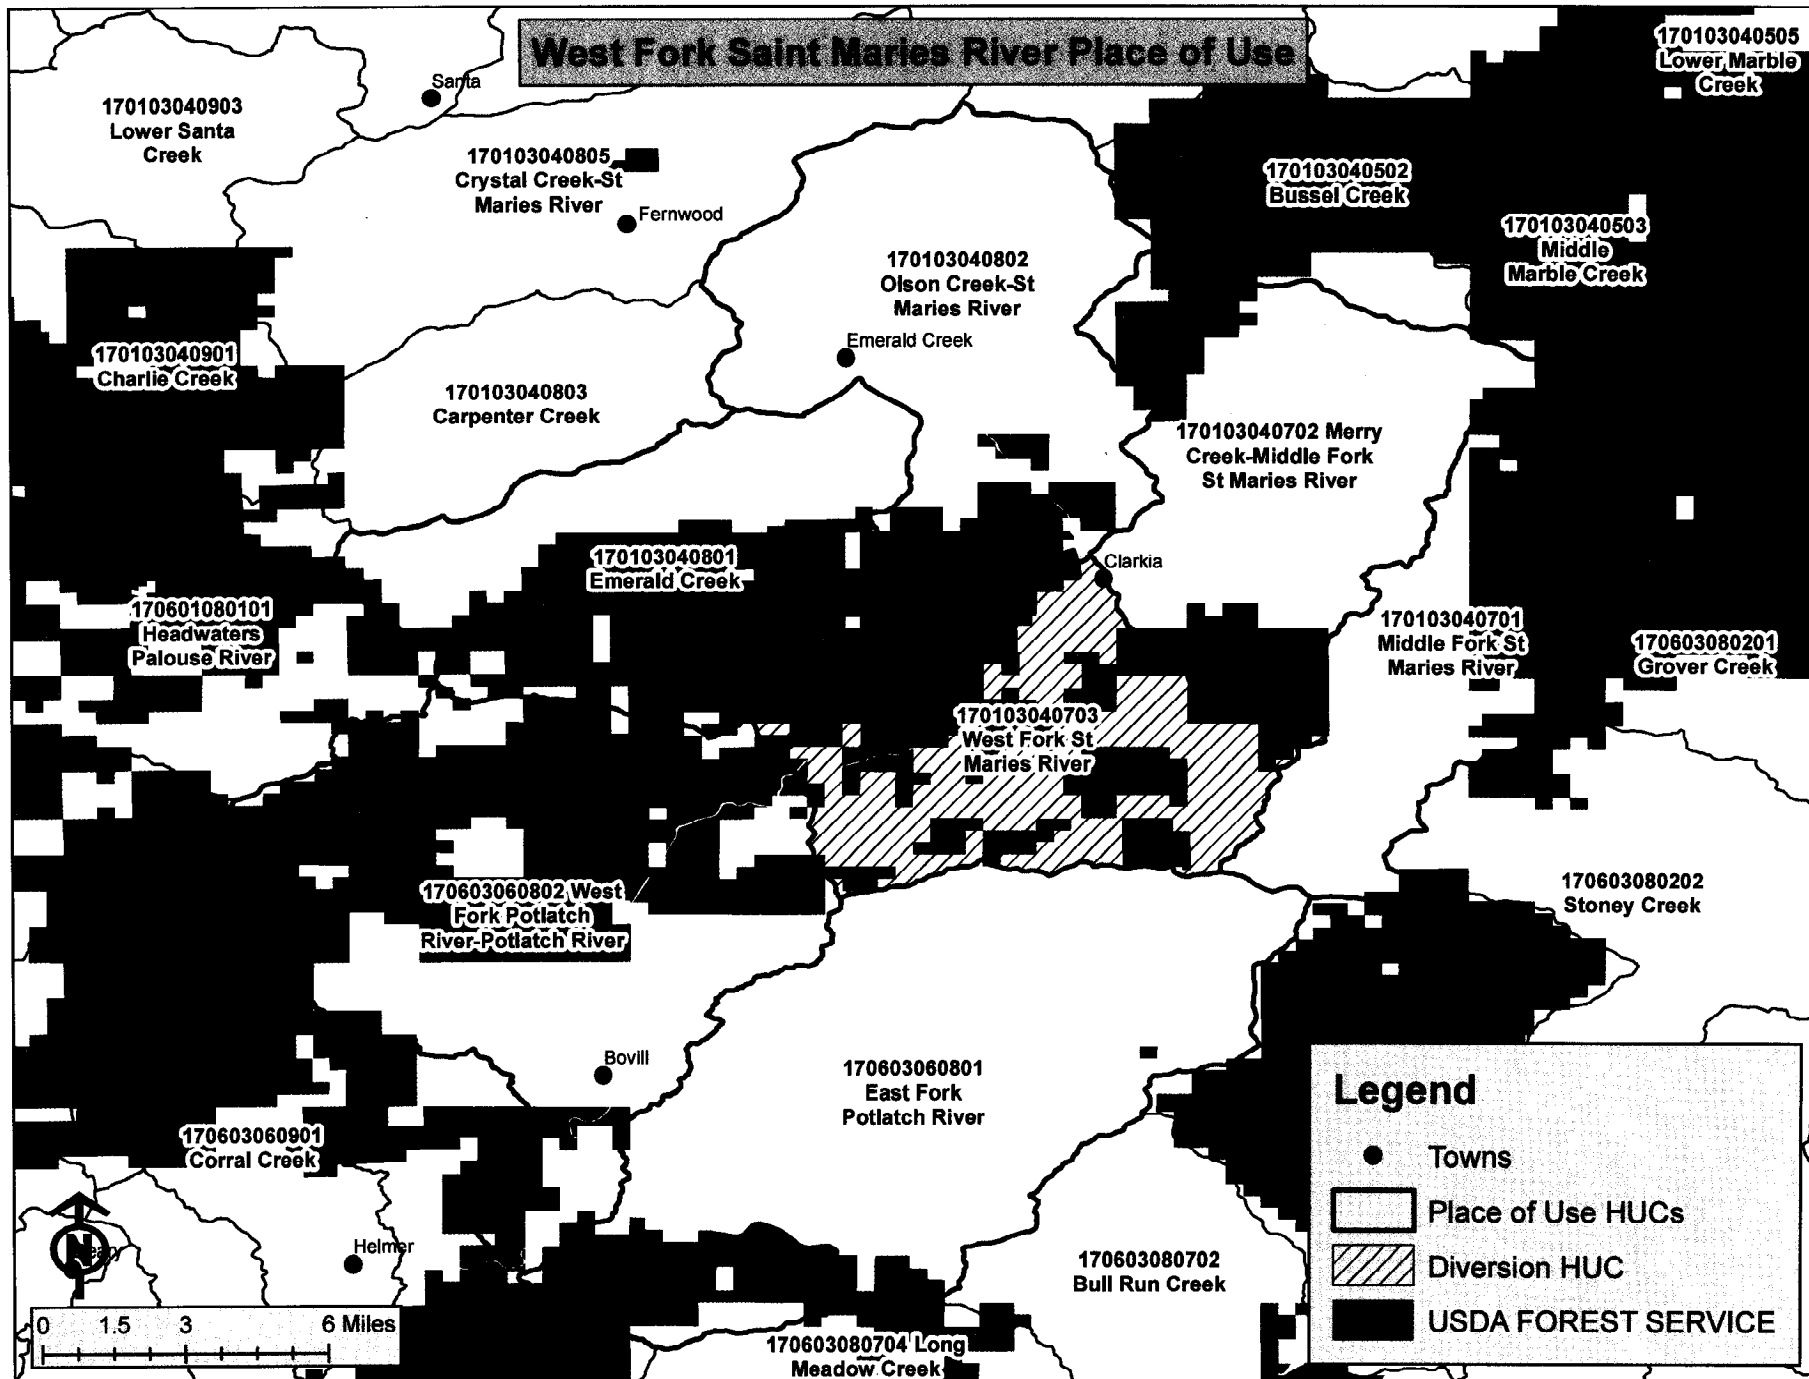 West Fork Saint Maries River Place of Use
170103040505
Lower Marble
Creek
Santa
170103040903
Lower Santa
Creek
170103040805
Crystal Creek-St
Maries River
Fernwood
170103040502
Bussel Creek
170103040503
Middle
Marble Creek
170103040802
Olson Creek-St
Maries River
Emerald Creek
170103040901
Charlie Creek
170103040803
Carpenter Creek
170103040702 Merry
Creek-Middle Fork
St Maries River
170103040801
Emerald Creek
Clarkia
170601080101
Headwaters
Palouse River
170103040701
Middle Fork St
Maries River
170603080201
Grover Creek
170103040703
West Fork St
Maries River
170603060802 West
Fork Potlatch
River-Potlatch River
170603080202
Stoney Creek
Bovill
170603060801
East Fork
Potlatch River
170603060901
Corral Creek
N
Helmer
170603080702
Bull Run Creek
170603080704 Long
Meadow Creek
0 1.5 3 6 Miles
Legend
Towns
Place of Use HUCs
Diversion HUC
USDA FOREST SERVICE